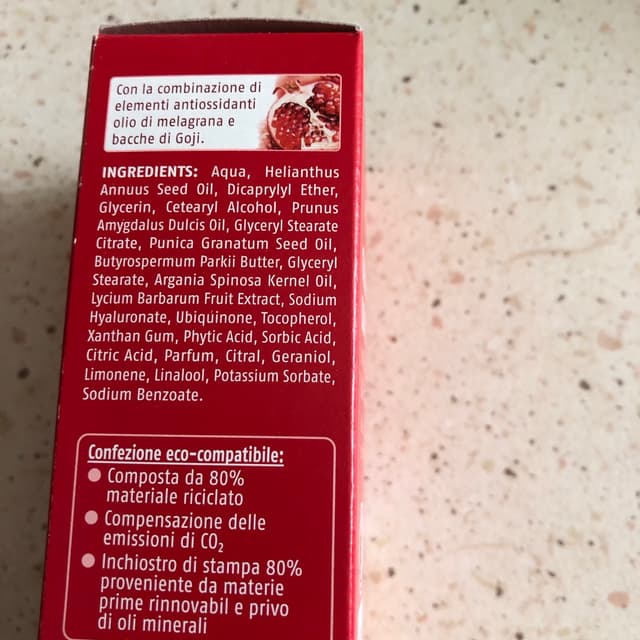 Con la combinazione di
elementi antiossidanti
olio di melagrana e
bacche di Goji.
INGREDIENTS: Aqua, Helianthus
Annuus Seed Oil, Dicaprylyl Ether,
Glycerin, Cetearyl Alcohol, Prunus
Amygdalus Dulcis Oil, Glyceryl Stearate
Citrate, Punica Granatum Seed Oil,
Butyrospermum Parkii Butter, Glyceryl
Stearate, Argania Spinosa Kernel Oil,
Lycium Barbarum Fruit Extract, Sodium
Hyaluronate, Ubiquinone, Tocopherol,
Xanthan Gum, Phytic Acid, Sorbic Acid,
Citric Acid, Parfum, Citral, Geraniol,
Limonene, Linalool, Potassium Sorbate,
Sodium Benzoate.
Confezione eco-compatibile:
● Composta da 80%
materiale riciclato
● Compensazione delle
emissioni di CO₂
● Inchiostro di stampa 80%
proveniente da materie
prime rinnovabili e privo
di oli minerali